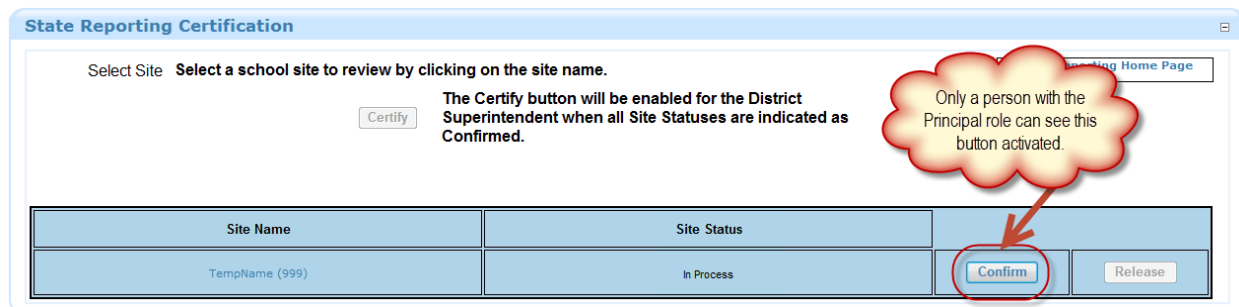 State Reporting Certification
Select Site Select a school site to review by clicking on the site name.
Home Page
Certify
The Certify button will be enabled for the District
Superintendent when all Site Statuses are indicated as
Confirmed.
Only a person with the
Principal role can see this
button activated.
Site Name Site Status
TempName (999) In Process Confirm Release